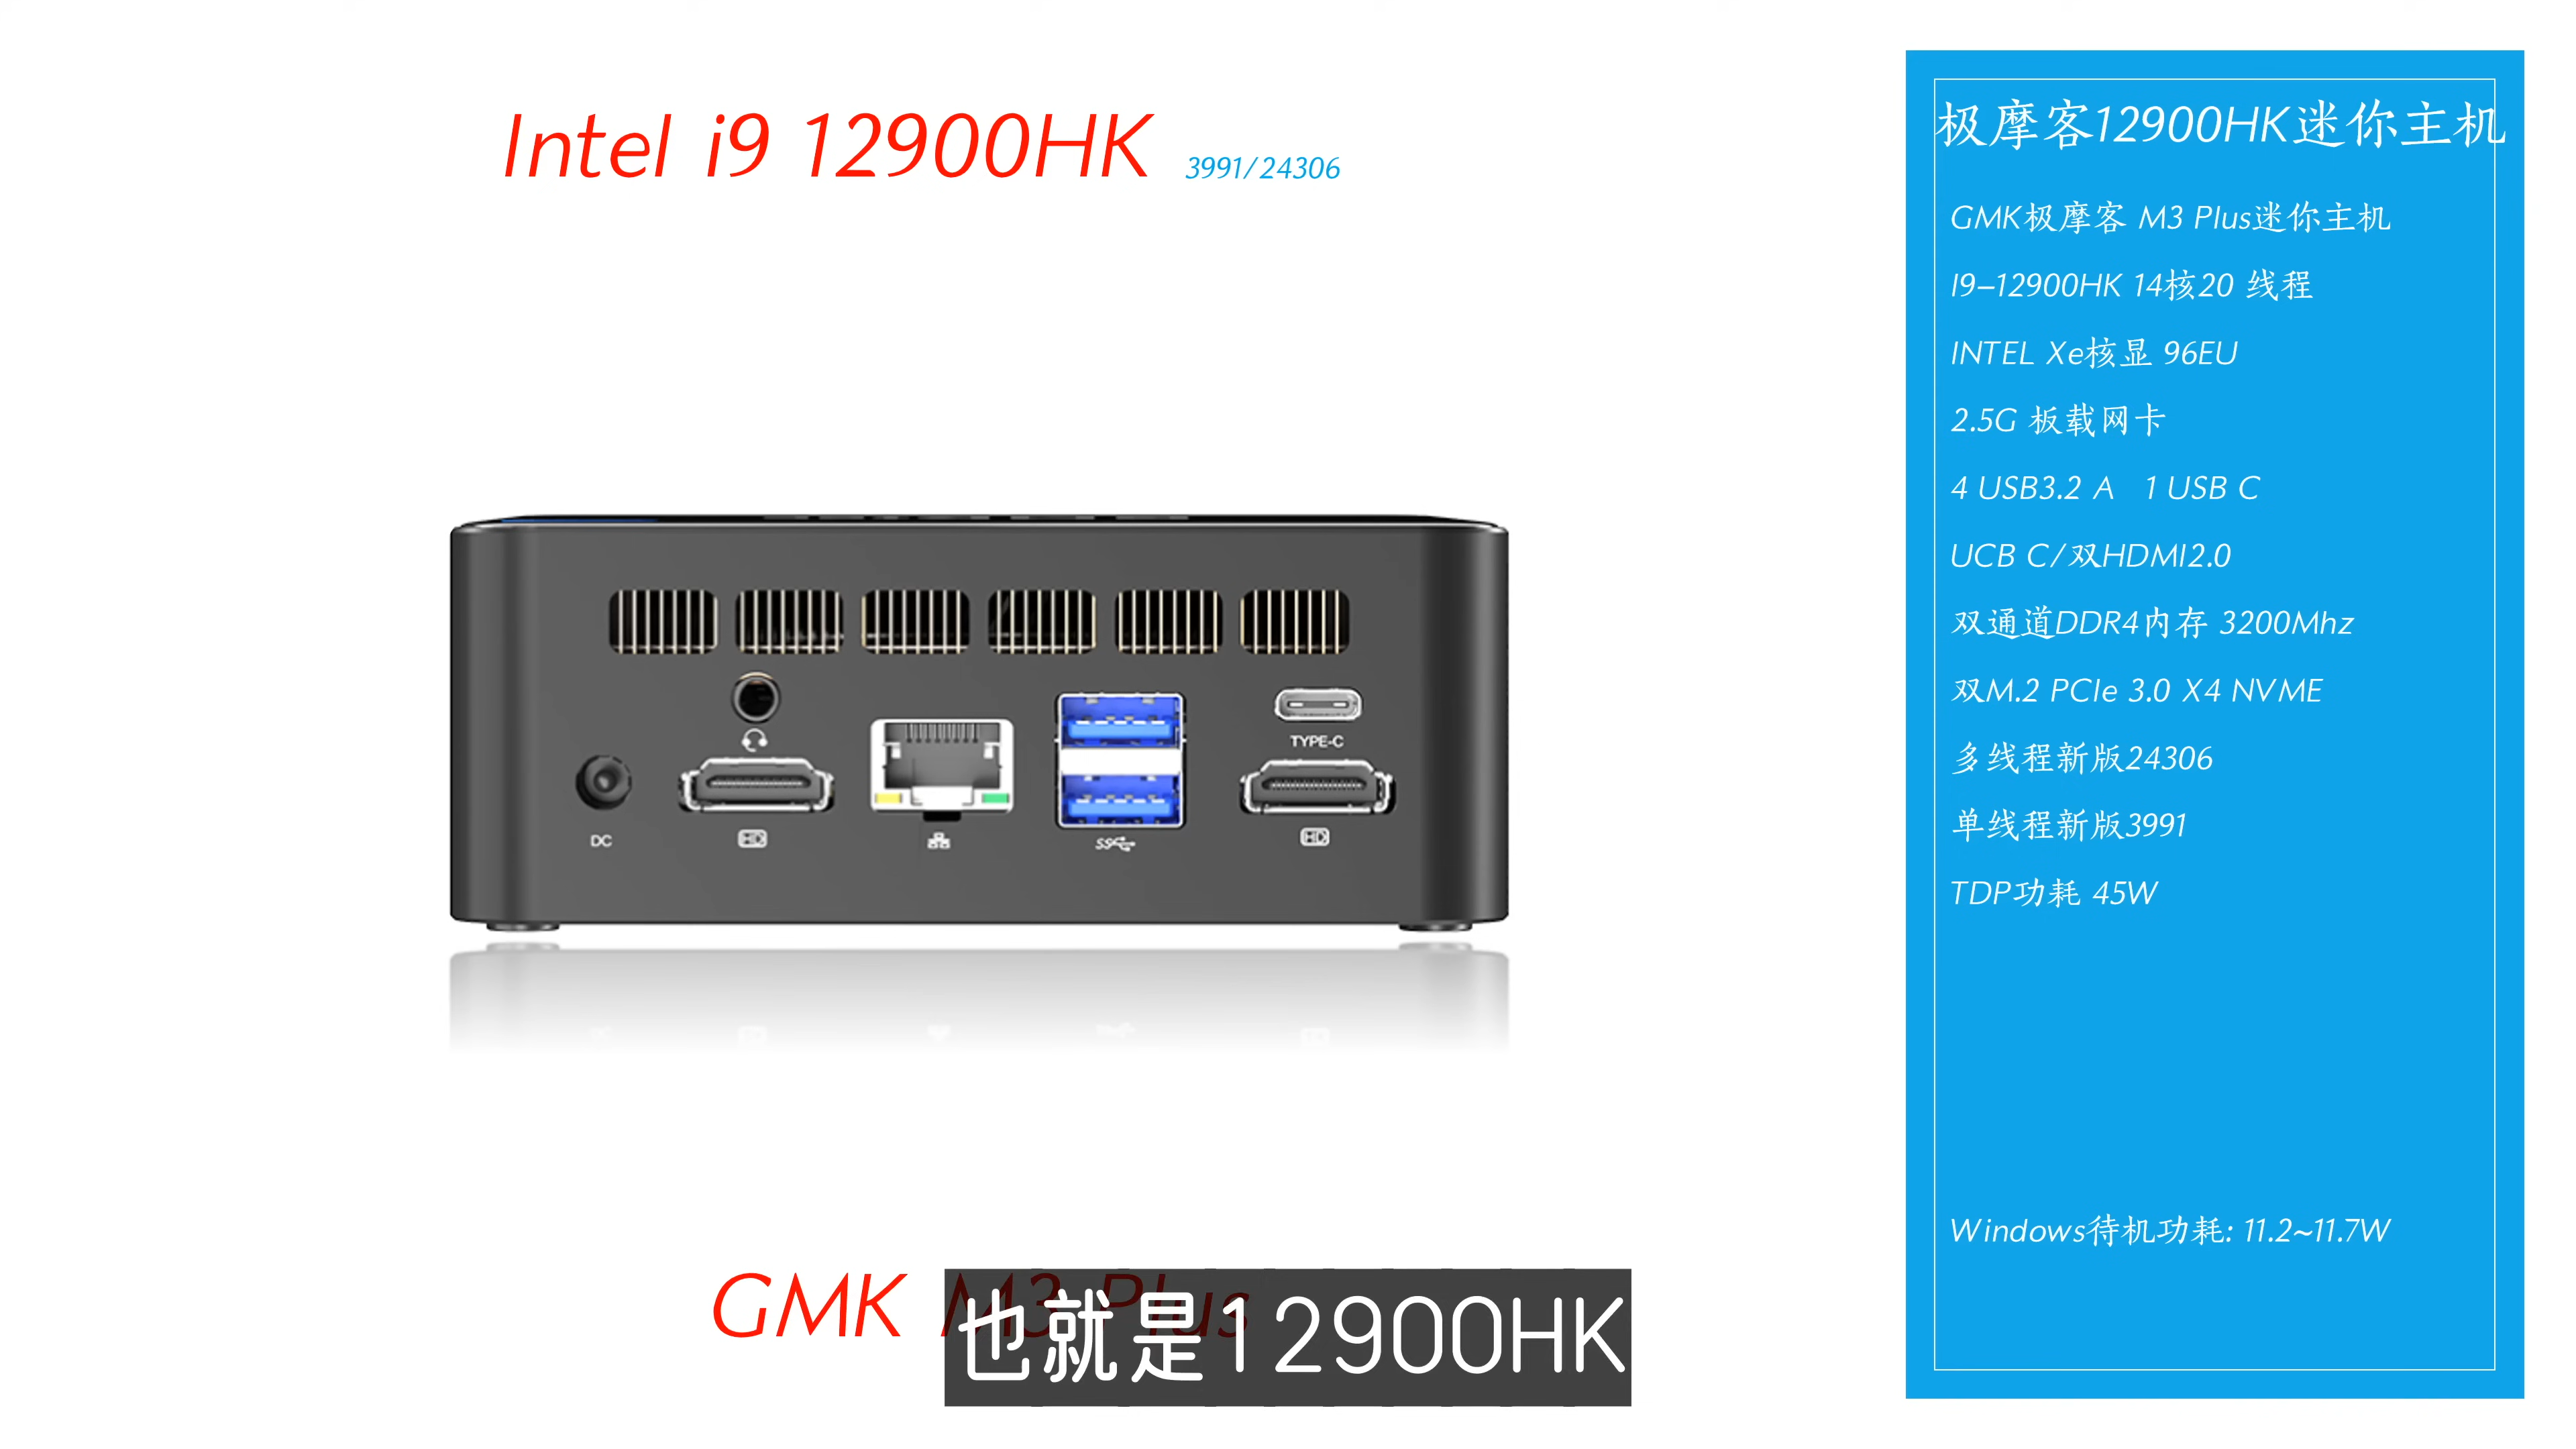 Intel i9 12900HK 3991/24306
DC
TYPE-C
HD
HD
SS
GMK M3 Plus
也就是12900HK
极摩客12900HK迷你主机
GMK极摩客 M3 Plus迷你主机
I9-12900HK 14核20 线程
INTEL Xe核显 96EU
2.5G 板载网卡
4 USB3.2 A 1 USB C
UCB C/双HDMI2.0
双通道DDR4内存 3200Mhz
双M.2 PCIe 3.0 X4 NVME
多线程新版24306
单线程新版3991
TDP功耗 45W
Windows待机功耗: 11.2~11.7W